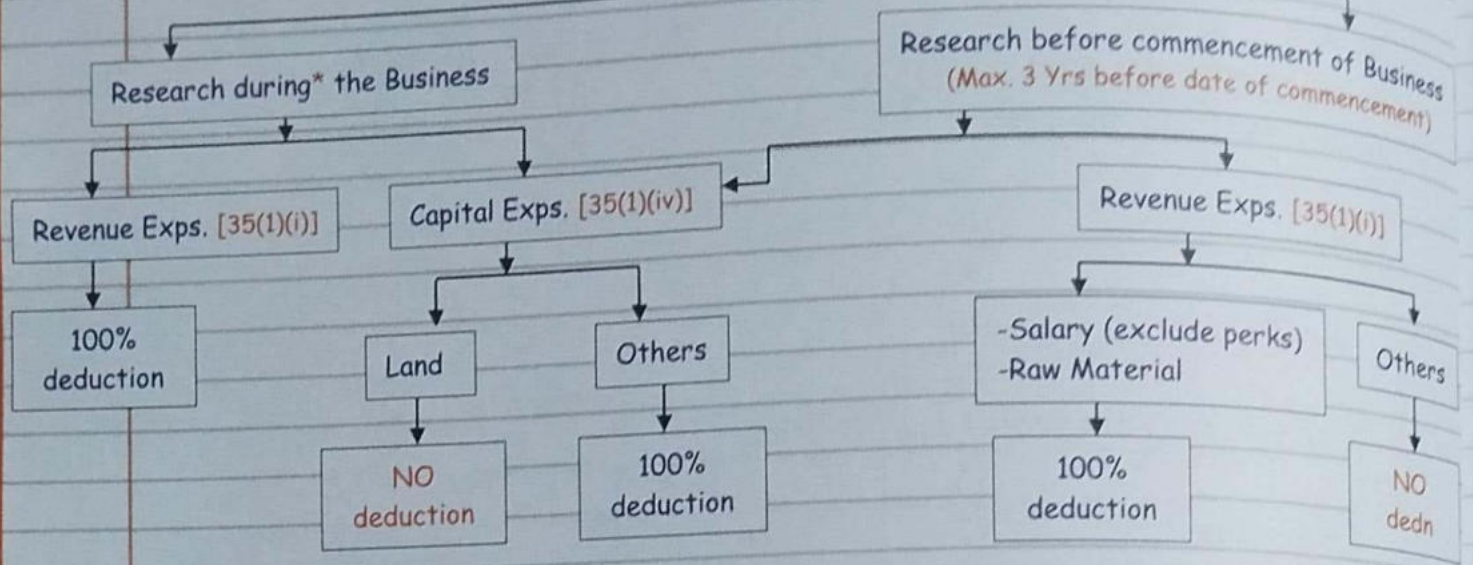 Research during* the Business
Research before commencement of Business
(Max. 3 Yrs before date of commencement)
Revenue Exps. [35(1)(i)]
Capital Exps. [35(1)(iv)]
Revenue Exps. [35(1)(i)]
100%
deduction
Land
Others
-Salary (exclude perks)
-Raw Material
Others
NO
deduction
100%
deduction
100%
deduction
NO
dedn